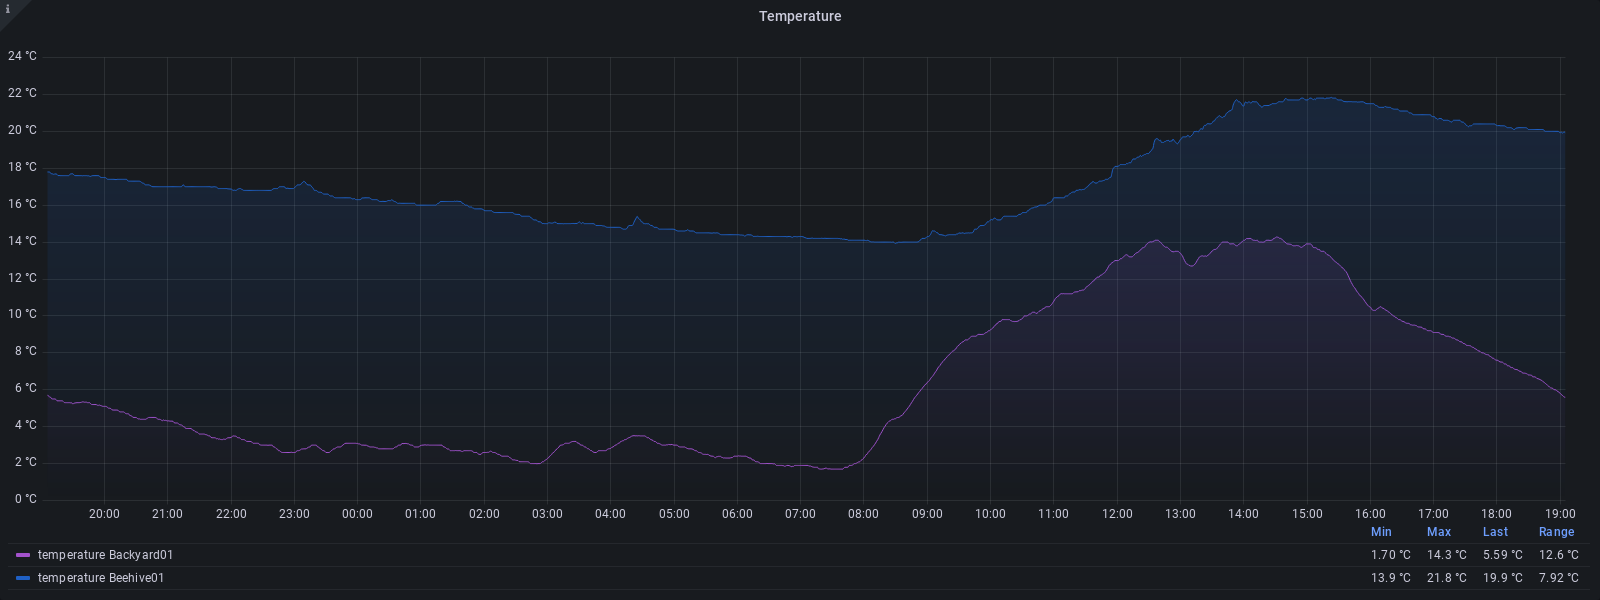 i
Temperature
24 °C
22 °C
20 °C
18 °C
16 °C
14 °C
12 °C
10 °C
8 °C
6 °C
4 °C
2 °C
0 °C
20:00 21:00 22:00 23:00 00:00 01:00 02:00 03:00 04:00 05:00 06:00 07:00 08:00 09:00 10:00 11:00 12:00 13:00 14:00 15:00 16:00 17:00 18:00 19:00
Min Max Last Range
temperature Backyard01 1.70 °C 14.3 °C 5.59 °C 12.6 °C
temperature Beehive01 13.9 °C 21.8 °C 19.9 °C 7.92 °C